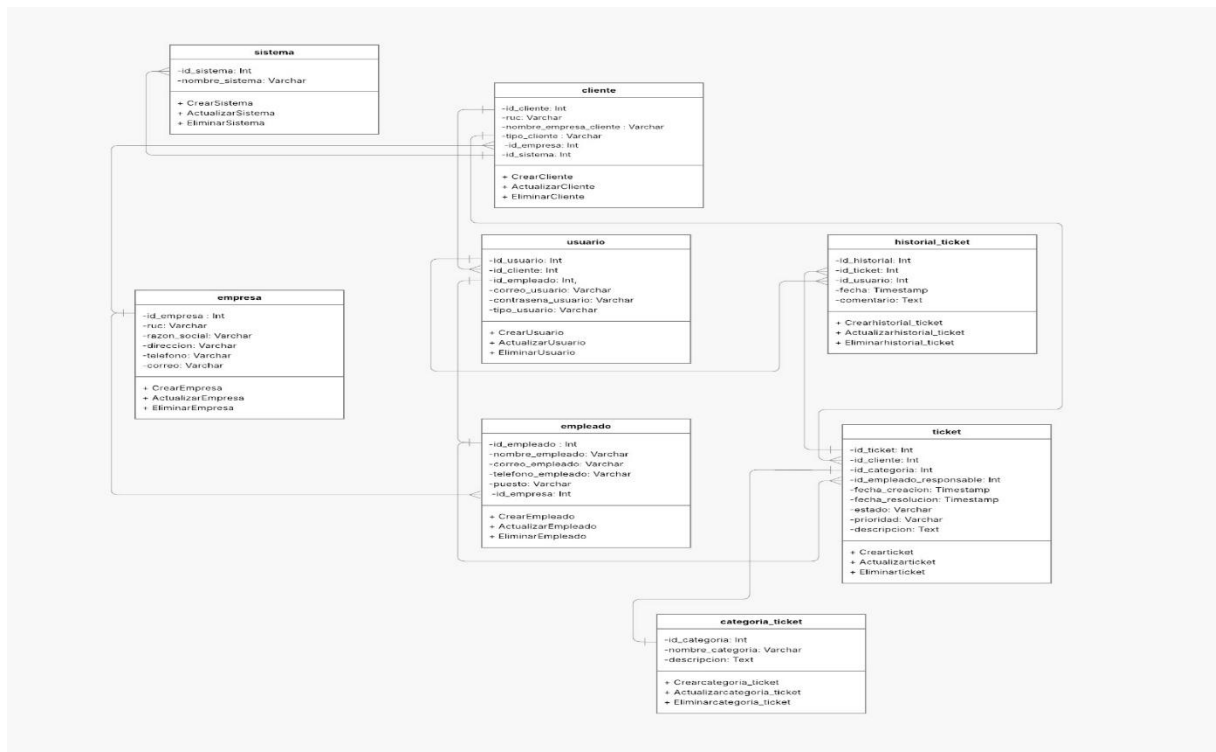 sistema
-id_sistema: Int
-nombre_sistema: Varchar
+ CrearSistema
+ ActualizarSistema
+ EliminarSistema
cliente
-id_cliente: Int
-ruc: Varchar
-nombre_empresa_cliente : Varchar
-tipo_cliente : Varchar
-id_empresa: Int
-id_sistema: Int
+ CrearCliente
+ ActualizarCliente
+ EliminarCliente
usuario
-id_usuario: Int
-id_cliente: Int
-id_empleado: Int,
-correo_usuario: Varchar
-contrasena_usuario: Varchar
-tipo_usuario: Varchar
+ CrearUsuario
+ ActualizarUsuario
+ EliminarUsuario
historial_ticket
-id_historial: Int
-id_ticket: Int
-id_usuario: Int
-fecha: Timestamp
-comentario: Text
+ Crearhistorial_ticket
+ Actualizarhistorial_ticket
+ Eliminarhistorial_ticket
empresa
-id_empresa : Int
-ruc: Varchar
-razon_social: Varchar
-direccion: Varchar
-telefono: Varchar
-correo: Varchar
+ CrearEmpresa
+ ActualizarEmpresa
+ EliminarEmpresa
empleado
-id_empleado : Int
-nombre_empleado: Varchar
-correo_empleado: Varchar
-telefono_empleado: Varchar
-puesto: Varchar
-id_empresa: Int
+ CrearEmpleado
+ ActualizarEmpleado
+ EliminarEmpleado
ticket
-id_ticket: Int
-id_cliente: Int
-id_categoria: Int
-id_empleado_responsable: Int
-fecha_creacion: Timestamp
-fecha_resolucion: Timestamp
-estado: Varchar
-prioridad: Varchar
-descripcion: Text
+ Crearticket
+ Actualizarticket
+ Eliminarticket
categoria_ticket
-id_categoria: Int
-nombre_categoria: Varchar
-descripcion: Text
+ Crearcategoria_ticket
+ Actualizarcategoria_ticket
+ Eliminarcategoria_ticket